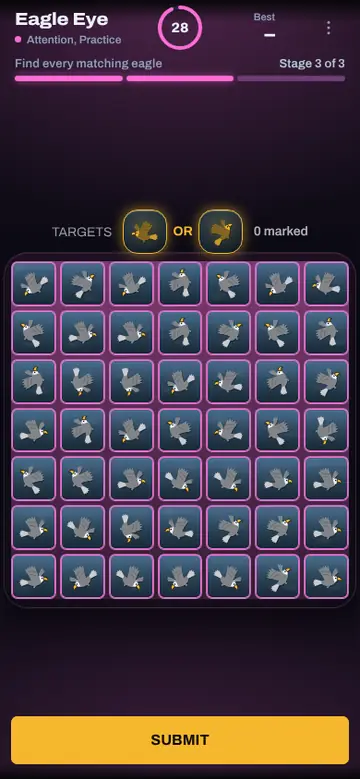 Eagle Eye
28
Best
–
Attention, Practice
Find every matching eagle
Stage 3 of 3
TARGETS
OR
0 marked
SUBMIT